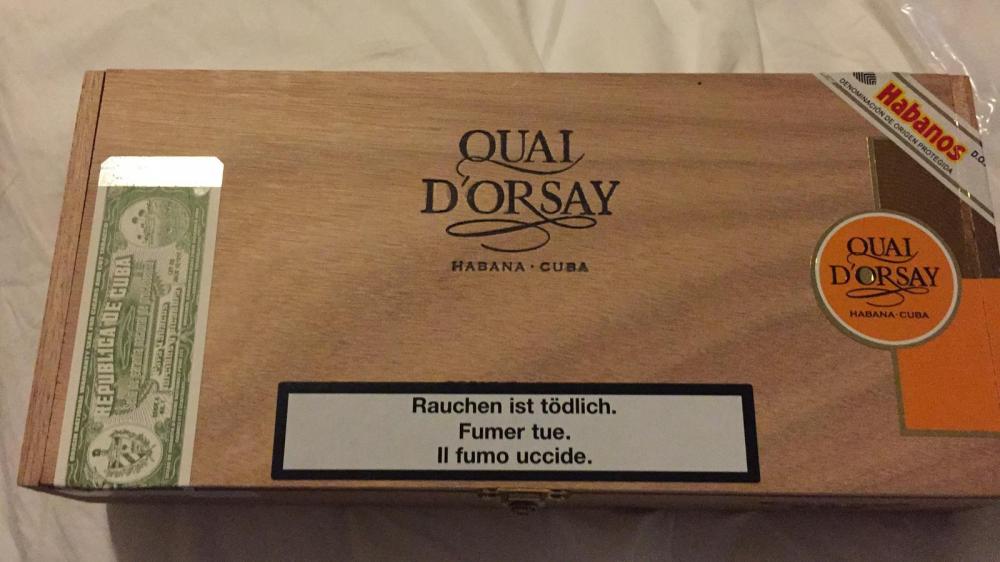 QUAI
D'ORSAY
HABANA · CUBA
Habanos
D.O.
DENOMINACIÓN DE ORIGEN PROTEGIDA
QUAI
D'ORSAY
HABANA·CUBA
REPUBLICA DE CUBA
Rauchen ist tödlich.
Fumer tue.
Il fumo uccide.